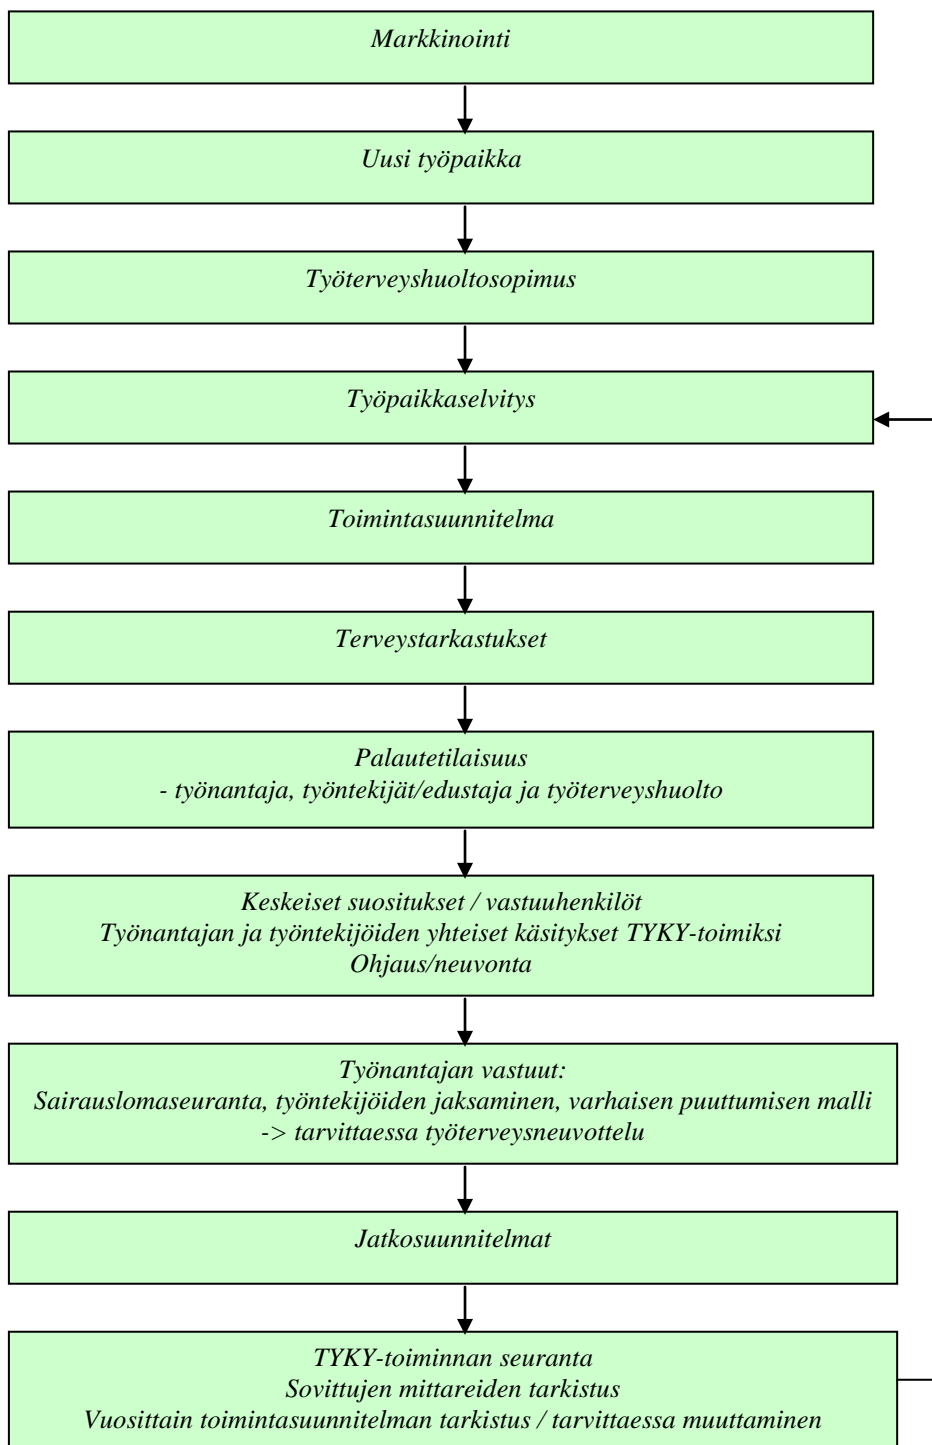 Markkinointi
Uusi työpaikka
Työterveyshuoltosopimus
Työpaikkaselvitys
Toimintasuunnitelma
Terveystarkastukset
Palautetilaisuus
- työnantaja, työntekijät/edustaja ja työterveyshuolto
Keskeiset suositukset / vastuuhenkilöt
Työnantajan ja työntekijöiden yhteiset käsitykset TYKY-toimiksi
Ohjaus/neuvonta
Työnantajan vastuut:
Sairauslomaseuranta, työntekijöiden jaksaminen, varhaisen puuttumisen malli
-> tarvittaessa työterveysneuvottelu
Jatkosuunnitelmat
TYKY-toiminnan seuranta
Sovittujen mittareiden tarkistus
Vuosittain toimintasuunnitelman tarkistus / tarvittaessa muuttaminen